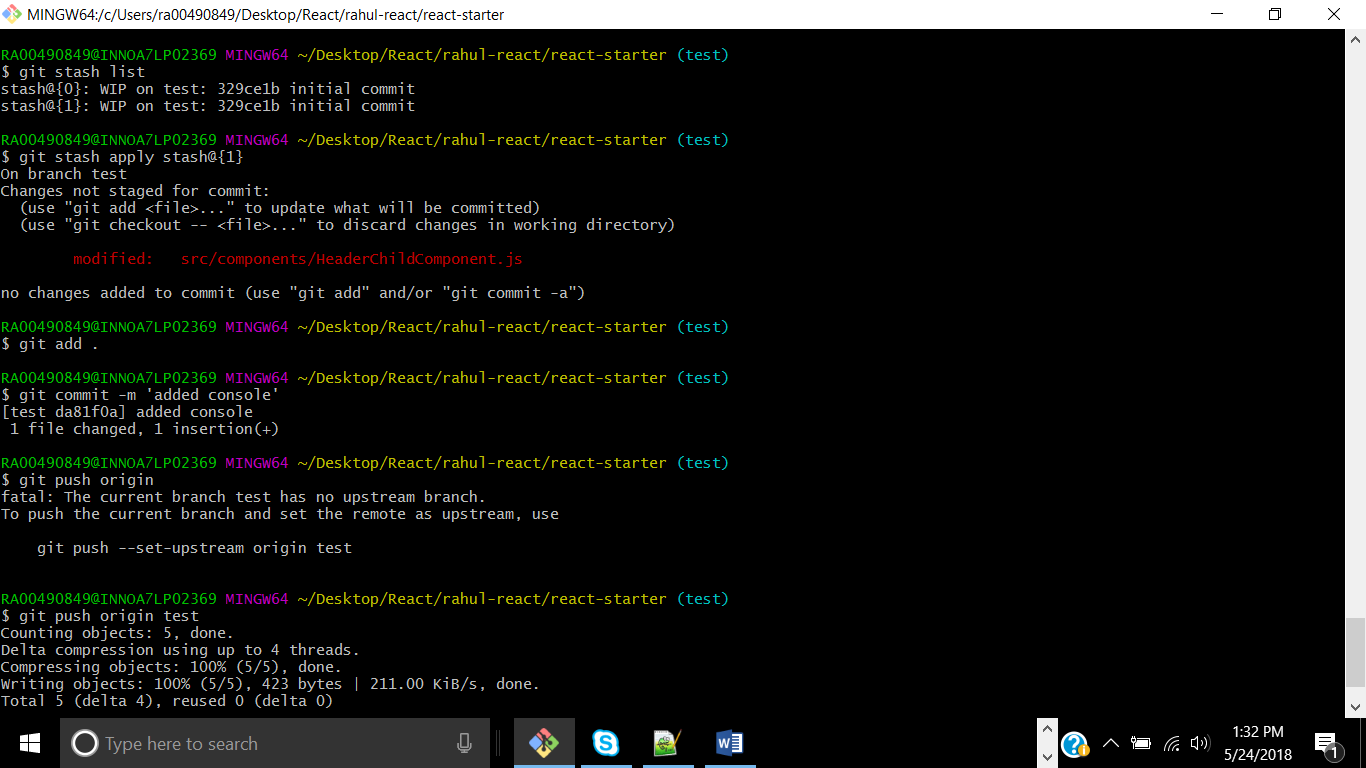 MINGW64:/c/Users/ra00490849/Desktop/React/rahul-react/react-starter
RA00490849@INNOA7LP02369 MINGW64 ~/Desktop/React/rahul-react/react-starter (test)
$ git stash list
stash@{0}: WIP on test: 329ce1b initial commit
stash@{1}: WIP on test: 329ce1b initial commit
RA00490849@INNOA7LP02369 MINGW64 ~/Desktop/React/rahul-react/react-starter (test)
$ git stash apply stash@{1}
On branch test
Changes not staged for commit:
  (use "git add <file>..." to update what will be committed)
  (use "git checkout -- <file>..." to discard changes in working directory)
        modified:   src/components/HeaderChildComponent.js
no changes added to commit (use "git add" and/or "git commit -a")
RA00490849@INNOA7LP02369 MINGW64 ~/Desktop/React/rahul-react/react-starter (test)
$ git add .
RA00490849@INNOA7LP02369 MINGW64 ~/Desktop/React/rahul-react/react-starter (test)
$ git commit -m 'added console'
[test da81f0a] added console
 1 file changed, 1 insertion(+)
RA00490849@INNOA7LP02369 MINGW64 ~/Desktop/React/rahul-react/react-starter (test)
$ git push origin
fatal: The current branch test has no upstream branch.
To push the current branch and set the remote as upstream, use
    git push --set-upstream origin test
RA00490849@INNOA7LP02369 MINGW64 ~/Desktop/React/rahul-react/react-starter (test)
$ git push origin test
Counting objects: 5, done.
Delta compression using up to 4 threads.
Compressing objects: 100% (5/5), done.
Writing objects: 100% (5/5), 423 bytes | 211.00 KiB/s, done.
Total 5 (delta 4), reused 0 (delta 0)
Type here to search
1:32 PM
5/24/2018
1